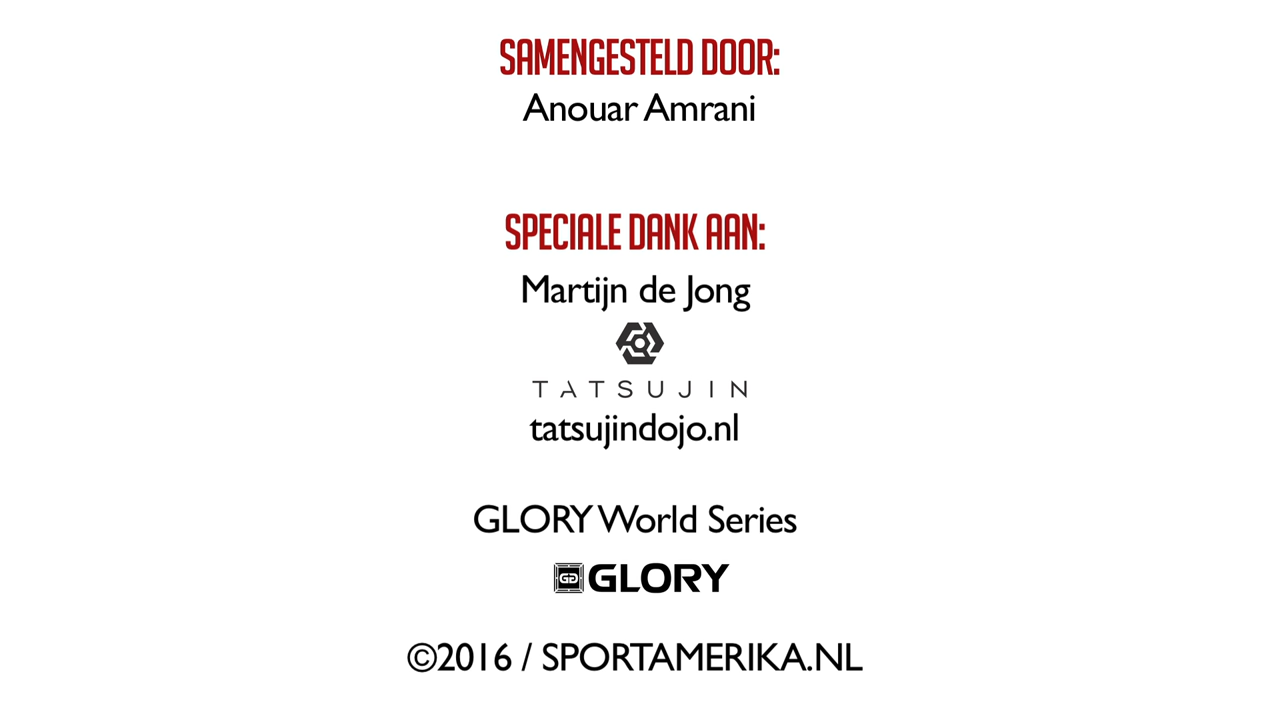 SAMENGESTELD DOOR:
Anouar Amrani
SPECIALE DANK AAN:
Martijn de Jong
TATSUJIN
tatsujindojo.nl
GLORY World Series
GG GLORY
©2016 / SPORTAMERIKA.NL